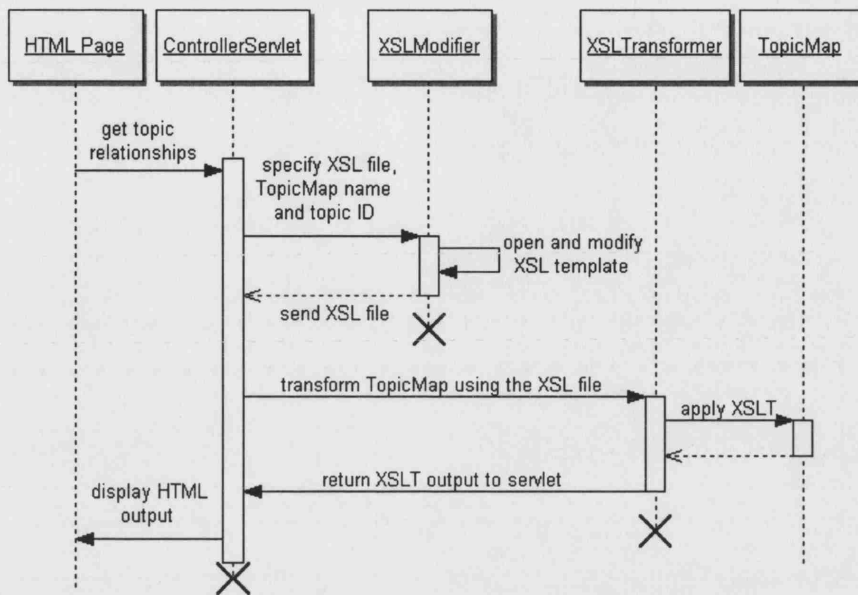 HTML Page
ControllerServlet
XSLModifier
XSLTransformer
TopicMap
get topic
relationships
specify XSL file,
TopicMap name
and topic ID
open and modify
XSL template
send XSL file
transform TopicMap using the XSL file
apply XSLT
return XSLT output to servlet
display HTML
output